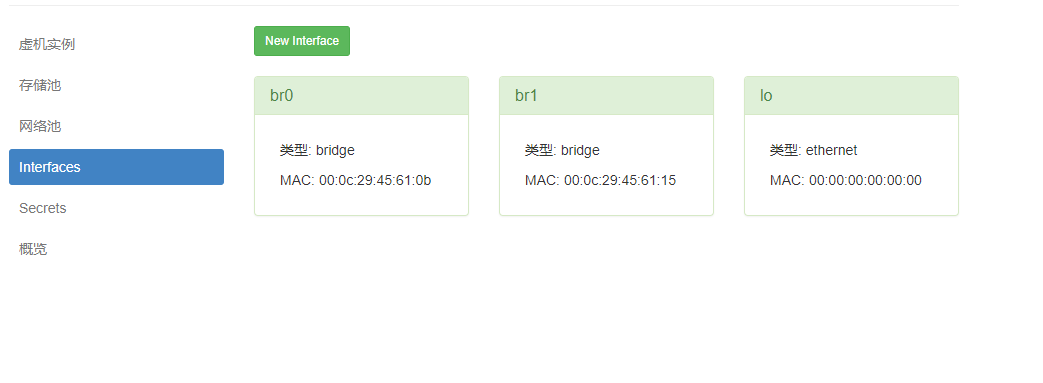 虚机实例
存储池
网络池
Interfaces
Secrets
概览
New Interface
br0
类型: bridge
MAC: 00:0c:29:45:61:0b
br1
类型: bridge
MAC: 00:0c:29:45:61:15
lo
类型: ethernet
MAC: 00:00:00:00:00:00